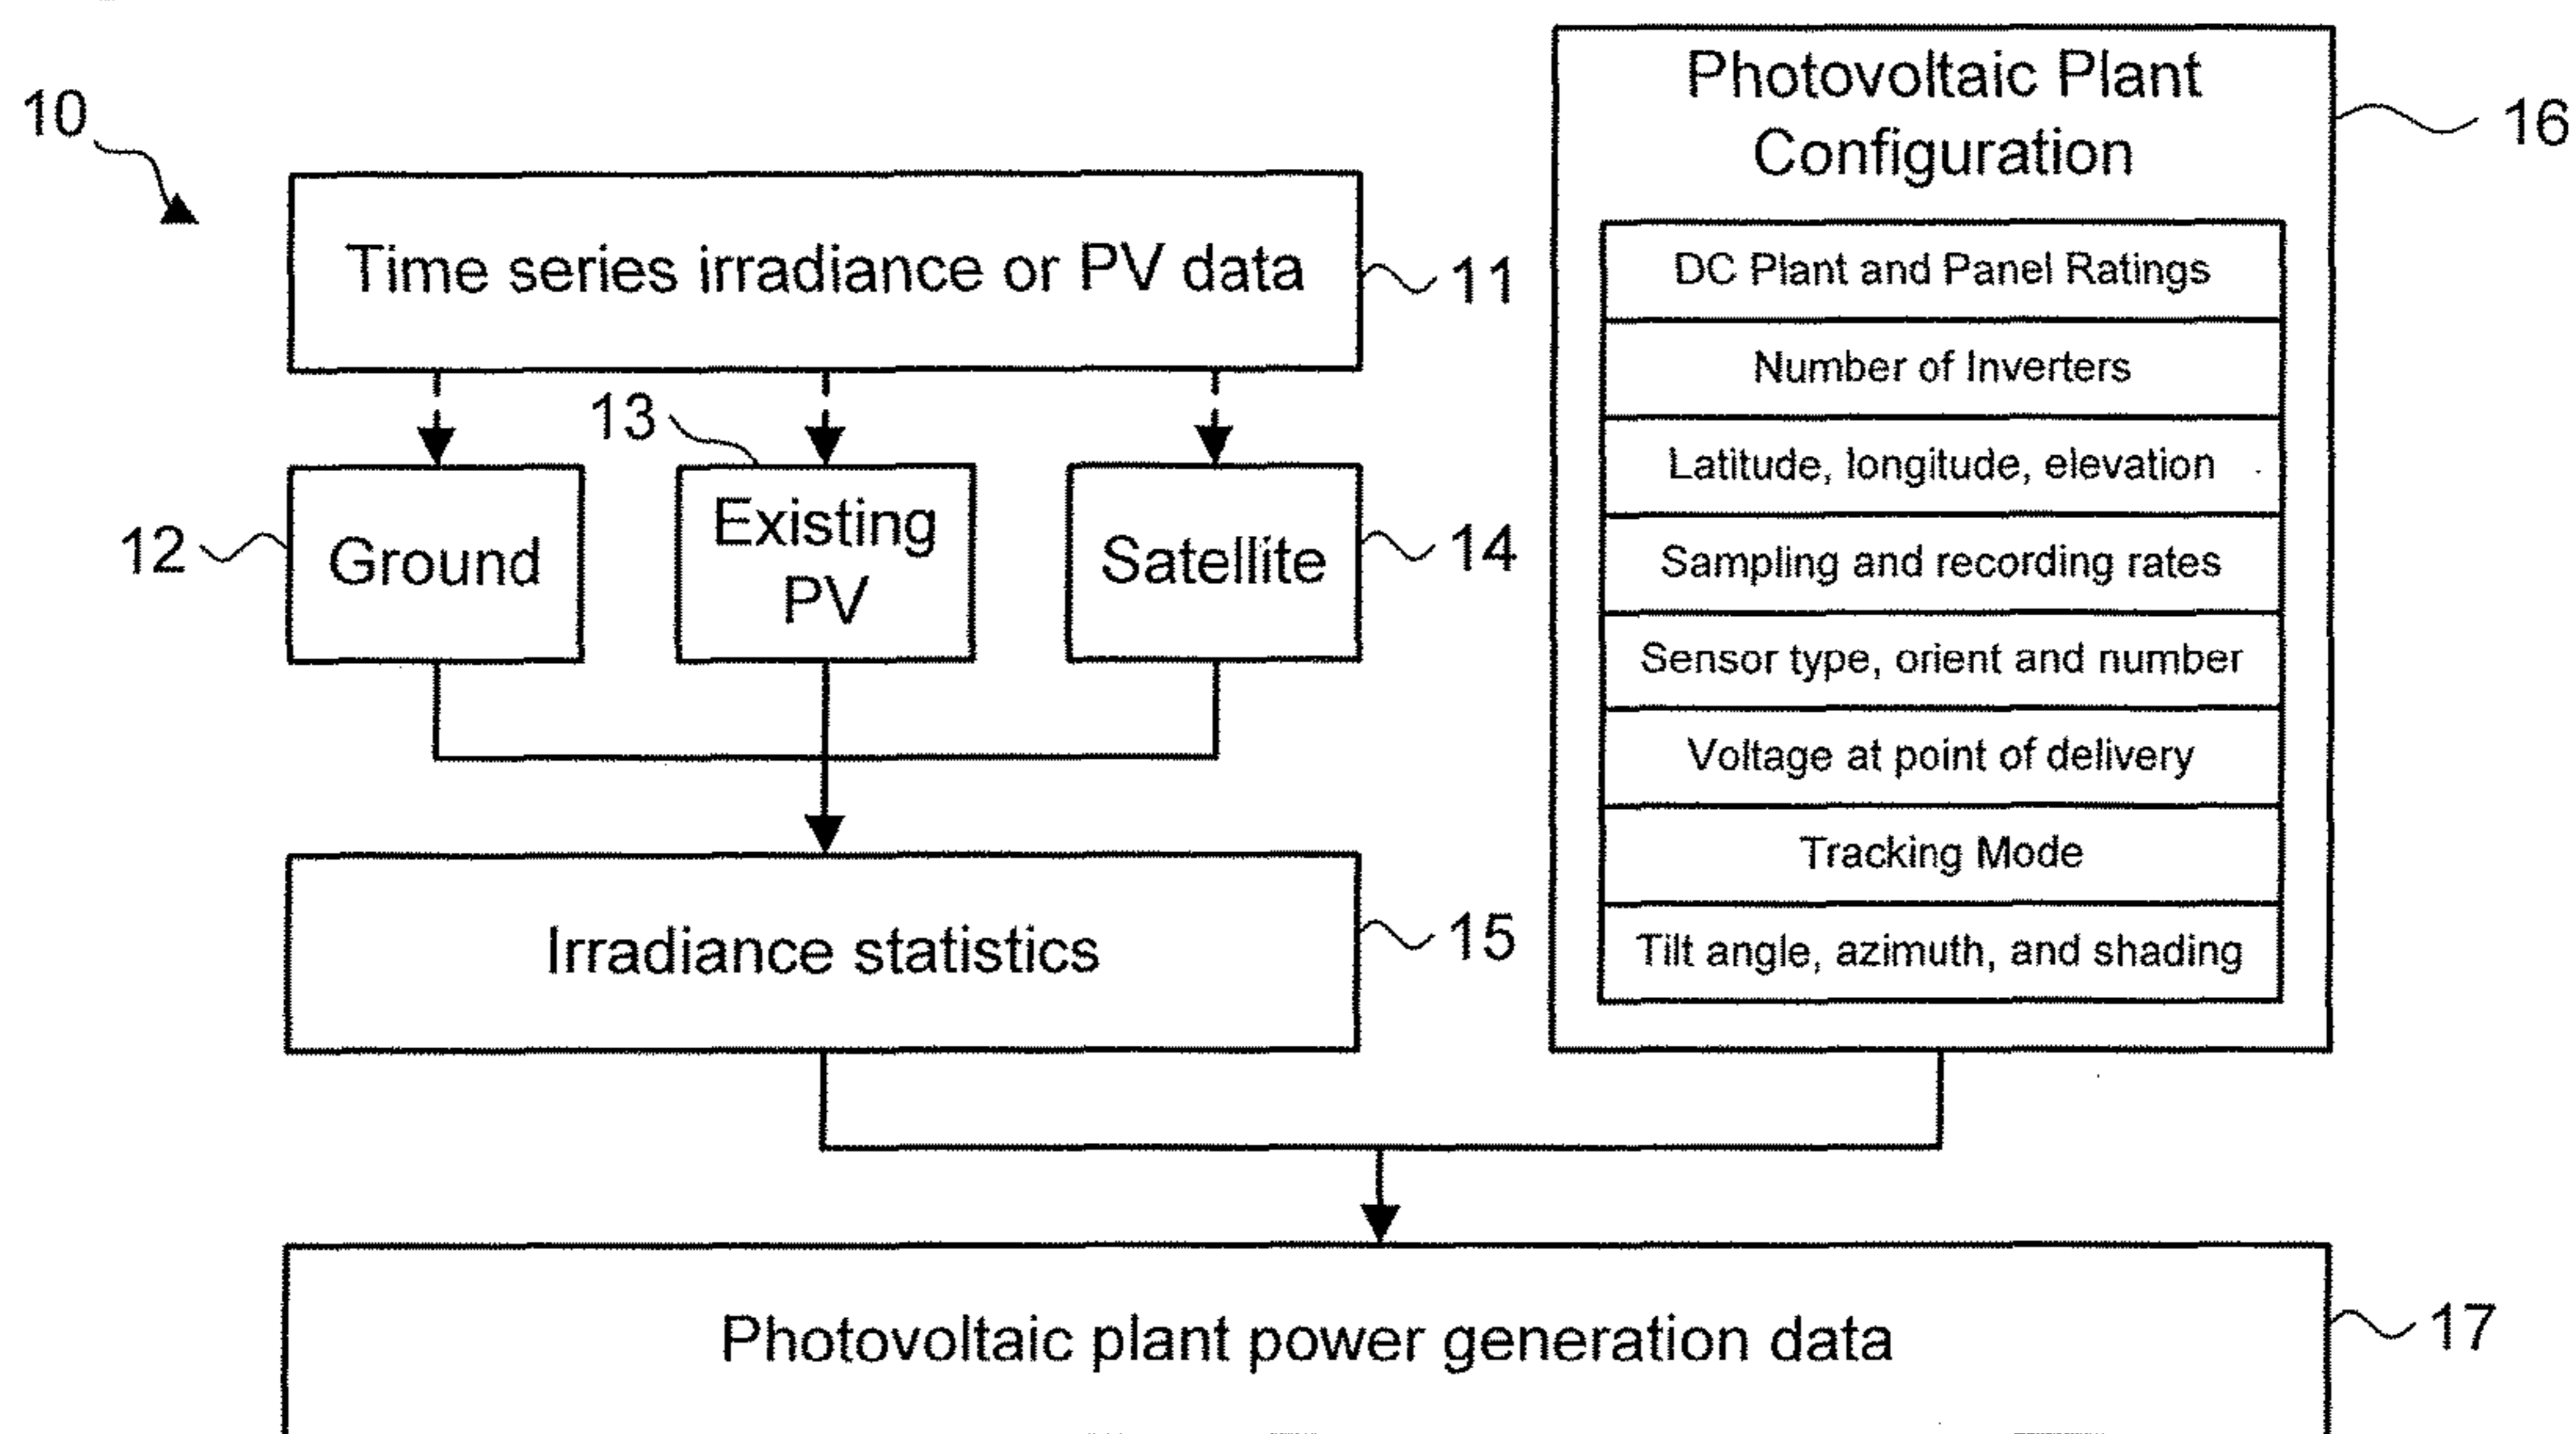 10
Time series irradiance or PV data
11
13
12
Ground
Existing
PV
Satellite
14
Irradiance statistics
15
Photovoltaic Plant
Configuration
16
DC Plant and Panel Ratings
Number of Inverters
Latitude, longitude, elevation
Sampling and recording rates
Sensor type, orient and number
Voltage at point of delivery
Tracking Mode
Tilt angle, azimuth, and shading
Photovoltaic plant power generation data
17